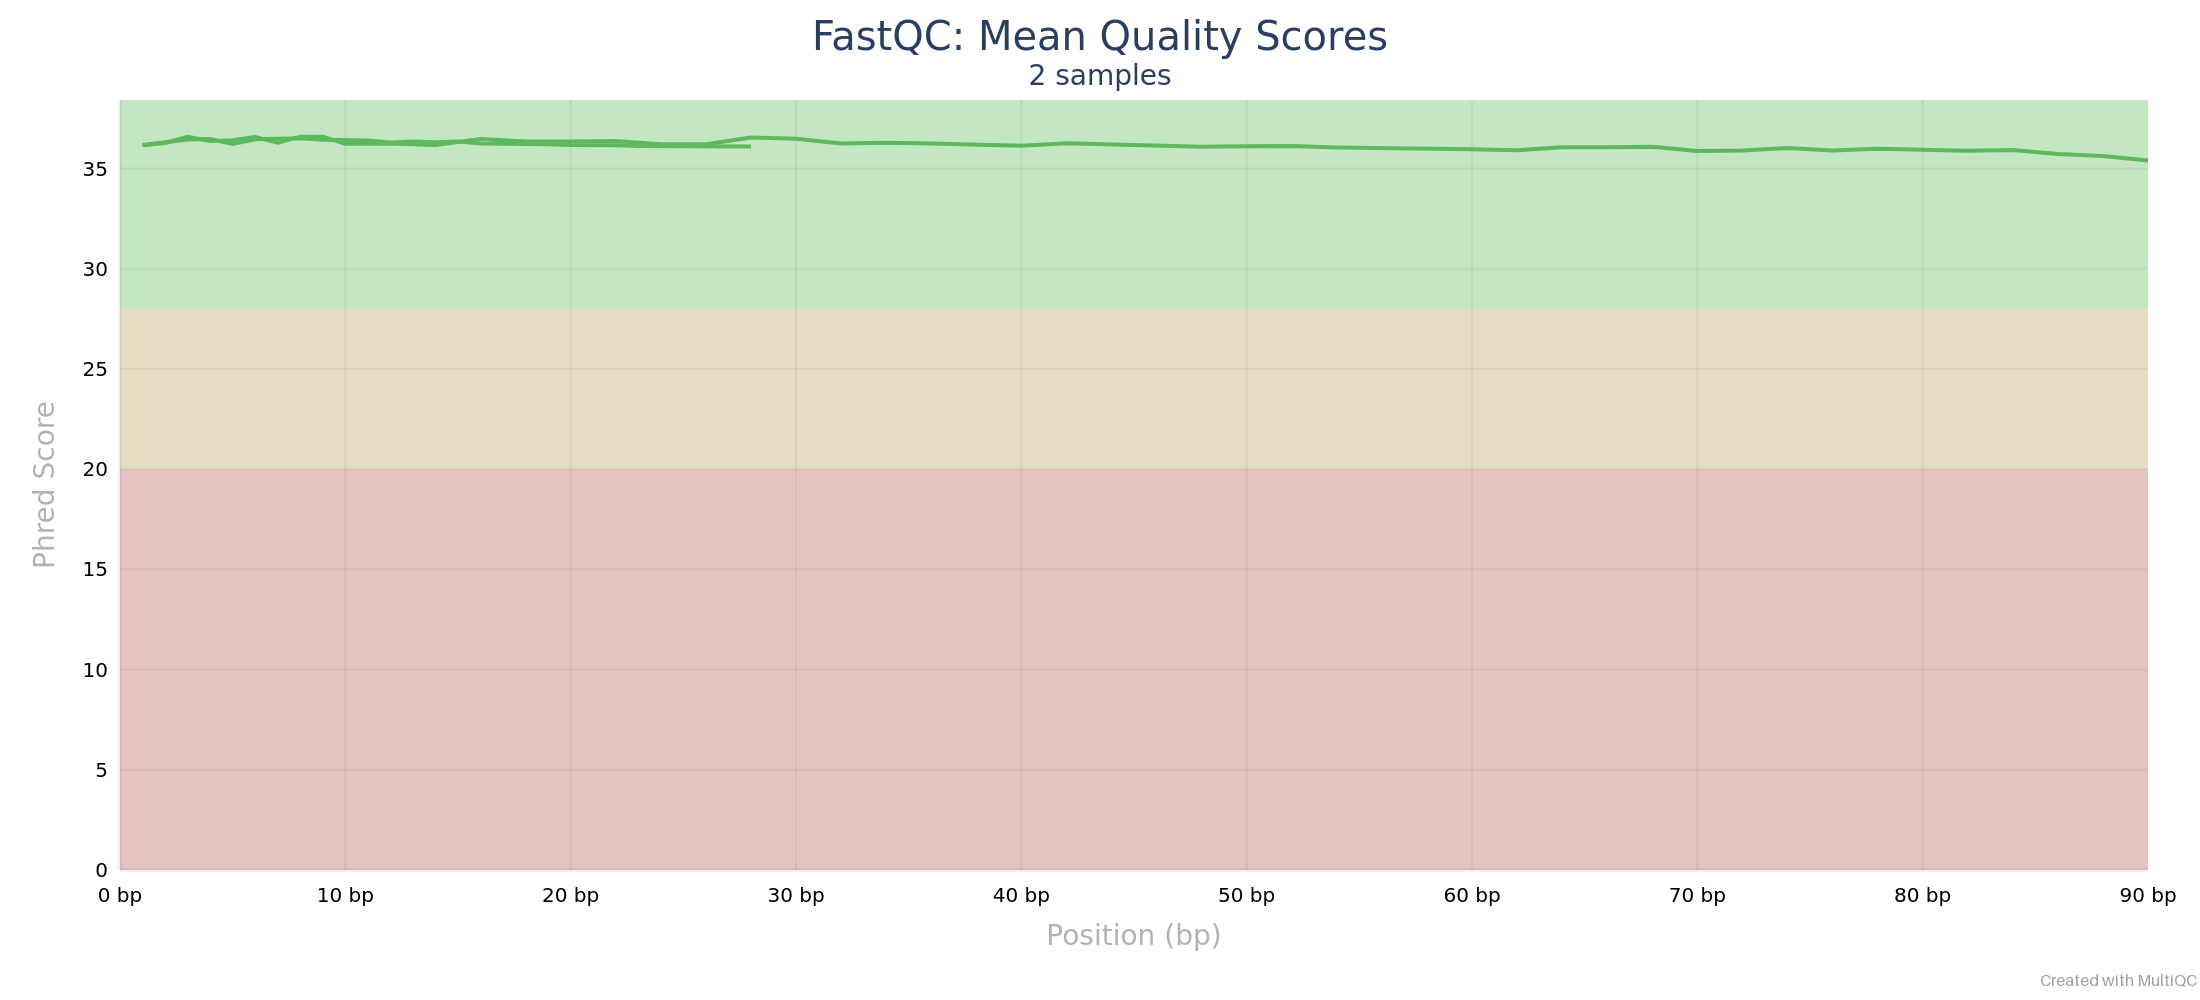 FastQC: Mean Quality Scores
2 samples
Phred Score
35
30
25
20
15
10
5
0
0 bp 10 bp 20 bp 30 bp 40 bp 50 bp 60 bp 70 bp 80 bp 90 bp
Position (bp)
Created with MultiQC